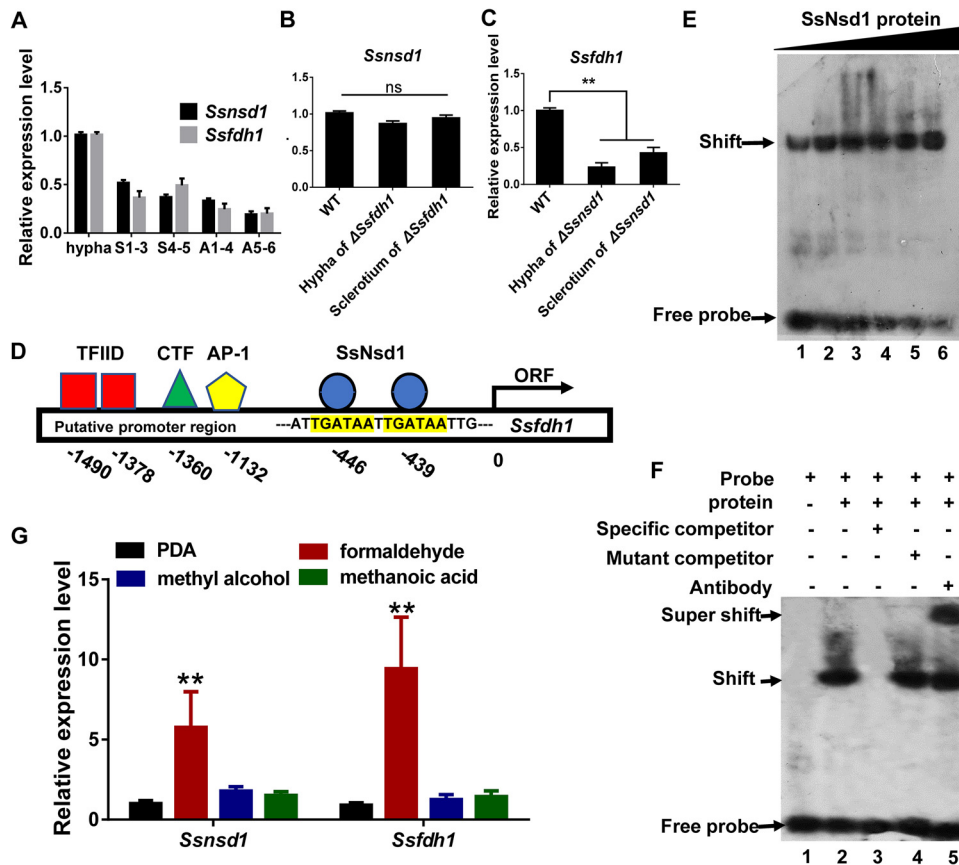 A
Relative expression level
1.5
1.0
0.5
0.0
Ssnsd1
Ssfdh1
hypha S1-3 S4-5 A1-4 A5-6
B
Ssnsd1
ns
1.5
1.0
0.5
0.0
WT
Hypha of ΔSsfdh1
Sclerotium of ΔSsfdh1
C
Ssfdh1
**
Relative expression level
1.5
1.0
0.5
0.0
WT
Hypha of ΔSsnsd1
Sclerotium of ΔSsnsd1
D
TFIID CTF AP-1 SsNsd1
ORF
Putative promoter region ---ATTGATAATTGATAATTG--- Ssfdh1
-1490 -1378 -1360 -1132 -446 -439 0
E
SsNsd1 protein
Shift
Free probe
1 2 3 4 5 6
F
Probe + + + + +
protein - + + + +
Specific competitor - - + - -
Mutant competitor - - - + -
Antibody - - - - +
Super shift
Shift
Free probe
1 2 3 4 5
G
PDA formaldehyde
methyl alcohol methanoic acid
Relative expression level
15
10
5
0
**
**
Ssnsd1 Ssfdh1